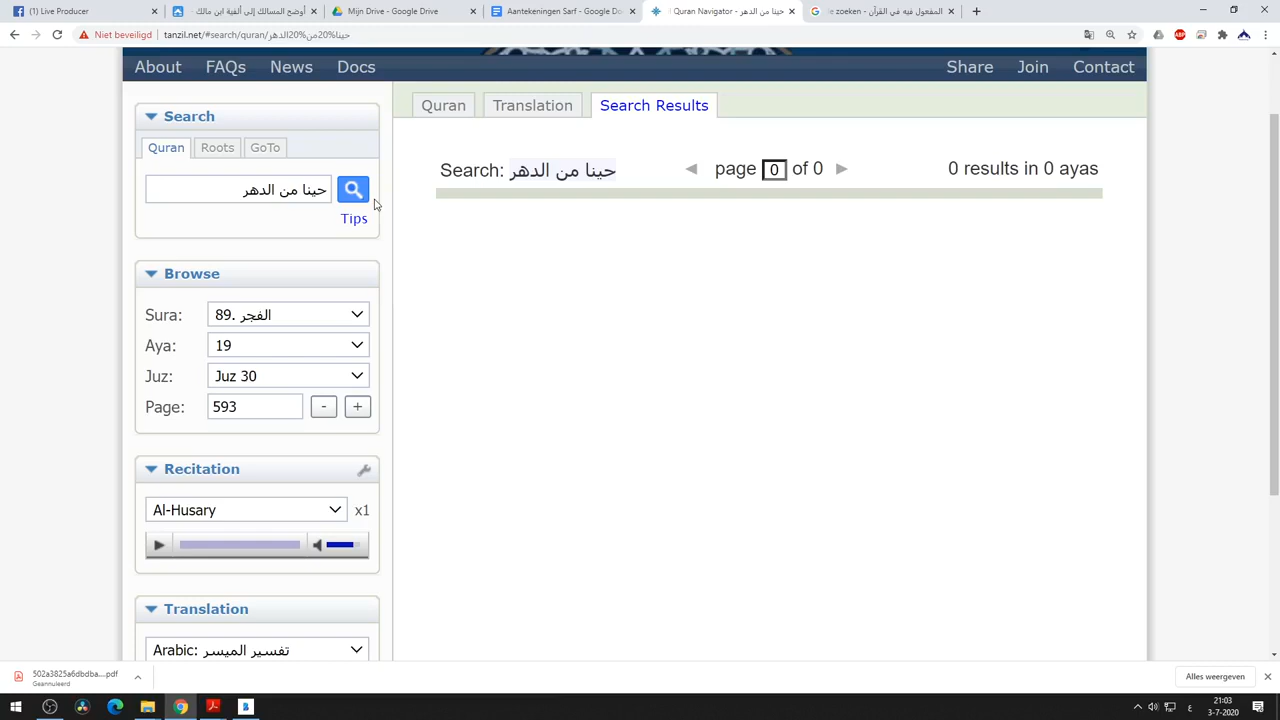 (1) Live Producer
أوضح المسالك إلى ألفية ابن مالك
Mijn Drive - Google Drive
Aantekeningen Sarf - Google Do
Quran Navigator - حينا من الدهر
المفعول فيه في القرآن - zoeken
Niet beveiligd
tanzil.net/#search/quran/حينا%20من%20الدهر
About
FAQs
News
Docs
Share
Join
Contact
Search
Quran
Roots
GoTo
حينا من الدهر
Tips
Browse
Sura:
89. الفجر
Aya:
19
Juz:
Juz 30
Page:
593
-
+
Recitation
Al-Husary
x1
Translation
Arabic: تفسير الميسر
Quran
Translation
Search Results
Search: حينا من الدهر
page 0 of 0
0 results in 0 ayas
502a3825a6dbdba....pdf
Geannuleerd
Alles weergeven
21:03
3-7-2020